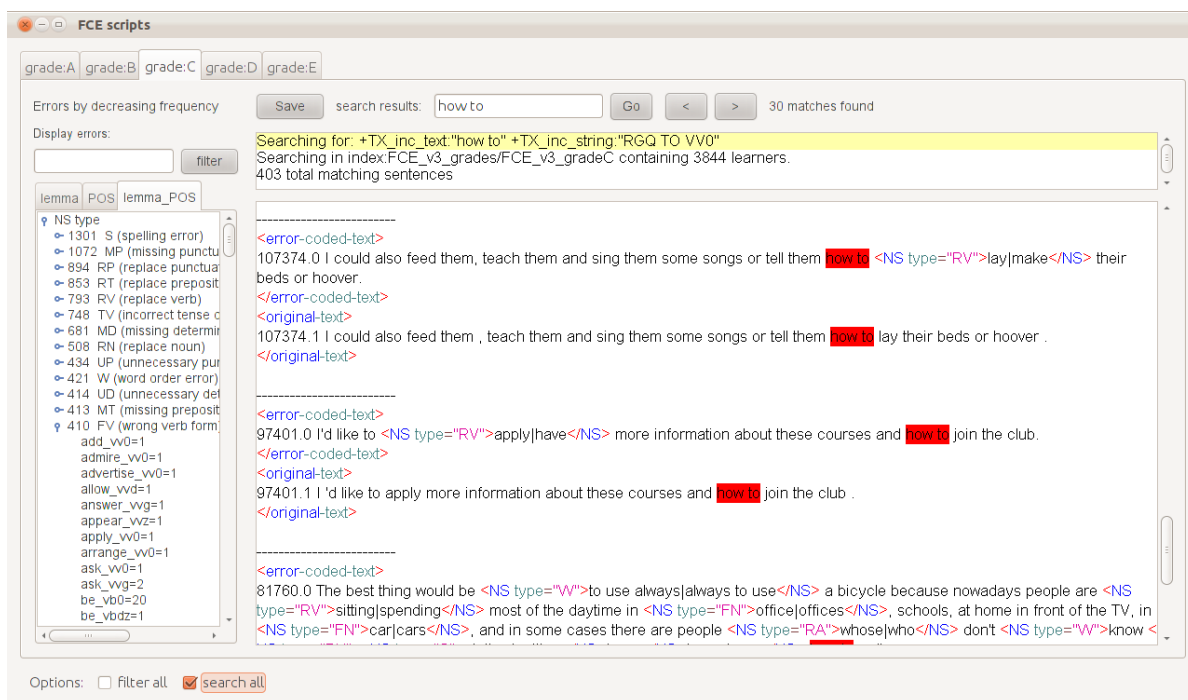 FCE scripts
grade:A grade:B grade:C grade:D grade:E
Errors by decreasing frequency
Save search results: how to Go < > 30 matches found
Display errors:
filter
lemma POS lemma_POS
NS type
1301 S (spelling error)
1072 MP (missing punctu
894 RP (replace punctua
853 RT (replace preposit
793 RV (replace verb)
748 TV (incorrect tense o
681 MD (missing determin
508 RN (replace noun)
434 UP (unnecessary pun
421 W (word order error)
414 UD (unnecessary det
413 MT (missing preposit
410 FV (wrong verb form
add_vv0=1
admire_vv0=1
advertise_vv0=1
allow_vvd=1
answer_vvg=1
appear_vvz=1
apply_vv0=1
arrange_vv0=1
ask_vv0=1
ask_vvg=2
be_vb0=20
be_vbdz=1
Searching for: +TX_inc_text:"how to" +TX_inc_string:"RGQ TO VV0"
Searching in index:FCE_v3_grades/FCE_v3_gradeC containing 3844 learners.
403 total matching sentences
-------------------------
<error-coded-text>
107374.0 I could also feed them, teach them and sing them some songs or tell them how to <NS type="RV">lay|make</NS> their
beds or hoover.
</error-coded-text>
<original-text>
107374.1 I could also feed them , teach them and sing them some songs or tell them how to lay their beds or hoover .
</original-text>
-------------------------
<error-coded-text>
97401.0 I'd like to <NS type="RV">apply|have</NS> more information about these courses and how to join the club.
</error-coded-text>
<original-text>
97401.1 I 'd like to apply more information about these courses and how to join the club .
</original-text>
-------------------------
<error-coded-text>
81760.0 The best thing would be <NS type="W">to use always|always to use</NS> a bicycle because nowadays people are <NS
type="RV">sitting|spending</NS> most of the daytime in <NS type="FN">office|offices</NS>, schools, at home in front of the TV, in
<NS type="FN">car|cars</NS>, and in some cases there are people <NS type="RA">whose|who</NS> don't <NS type="W">know <
Options: filter all search all